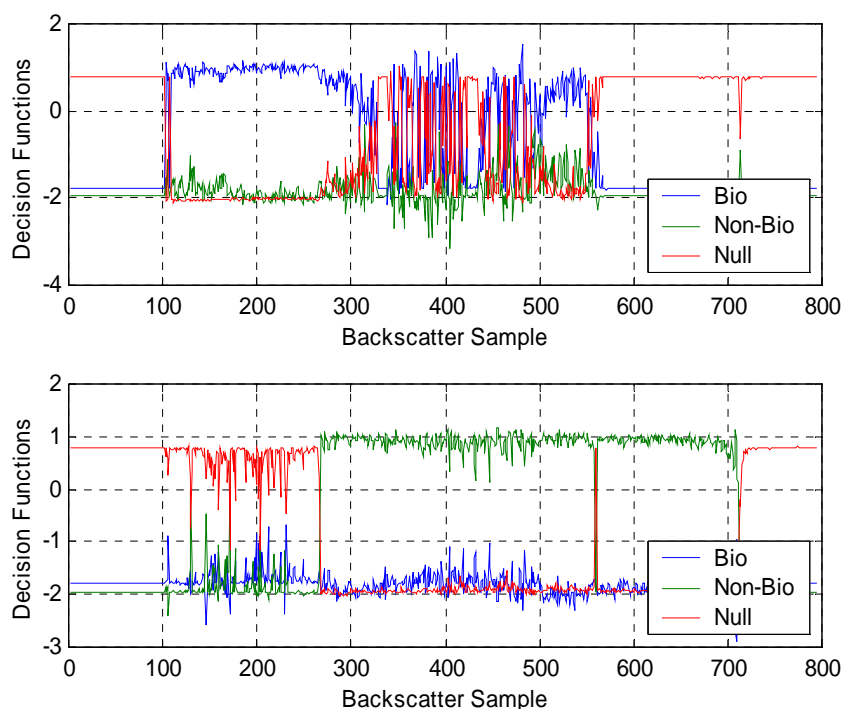 Decision Functions
2
0
-2
-4
Bio
Non-Bio
Null
0 100 200 300 400 500 600 700 800
Backscatter Sample
Decision Functions
2
1
0
-1
-2
-3
Bio
Non-Bio
Null
0 100 200 300 400 500 600 700 800
Backscatter Sample